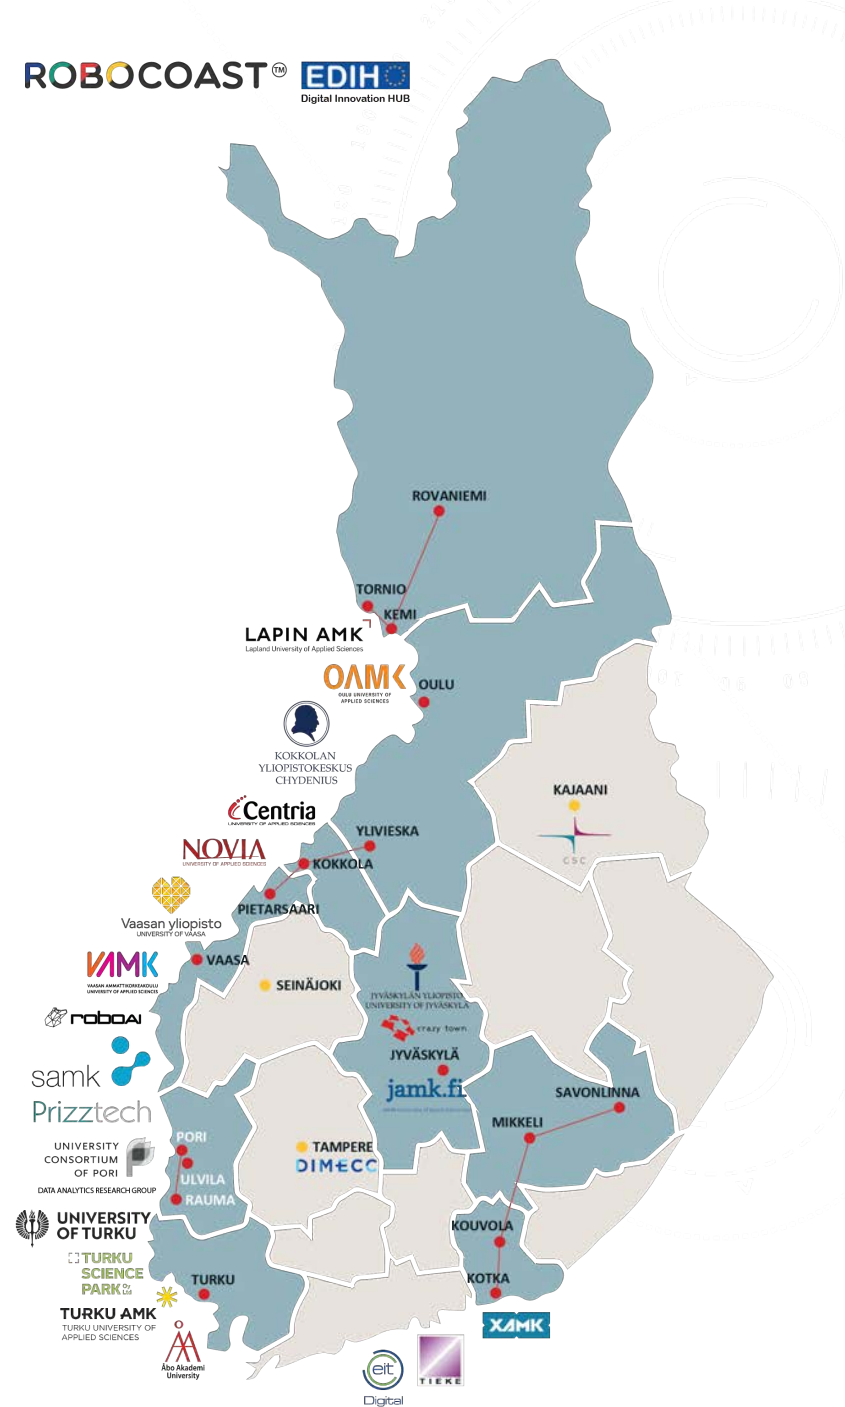 ROBOCOAST™
EDIH
Digital Innovation HUB
ROVANIEMI
TORNIO
KEMI
LAPIN AMK
Lapland University of Applied Sciences
OAMK
OULU UNIVERSITY OF
APPLIED SCIENCES
OULU
KOKKOLAN
YLIOPISTOKESKUS
CHYDENIUS
KAJAANI
CSC
Centria
UNIVERSITY OF APPLIED SCIENCES
YLIVIESKA
NOVIA
UNIVERSITY OF APPLIED SCIENCES
KOKKOLA
PIETARSAARI
Vaasan yliopisto
UNIVERSITY OF VAASA
VAMK
VAASAN AMMATTIKORKEAKOULU
UNIVERSITY OF APPLIED SCIENCES
VAASA
SEINÄJOKI
JYVÄSKYLÄN YLIOPISTO
UNIVERSITY OF JYVÄSKYLÄ
crazy town
ROBOAI
JYVÄSKYLÄ
jamk.fi
samk
SAVONLINNA
Prizztech
MIKKELI
PORI
UNIVERSITY
CONSORTIUM
OF PORI
TAMPERE
DIMECC
ULVILA
DATA ANALYTICS RESEARCH GROUP
RAUMA
UNIVERSITY
OF TURKU
KOUVOLA
TURKU
SCIENCE
PARK Oy Ltd
TURKU
KOTKA
TURKU AMK
TURKU UNIVERSITY OF
APPLIED SCIENCES
XAMK
Åbo Akademi
University
eit
Digital
TIEKE